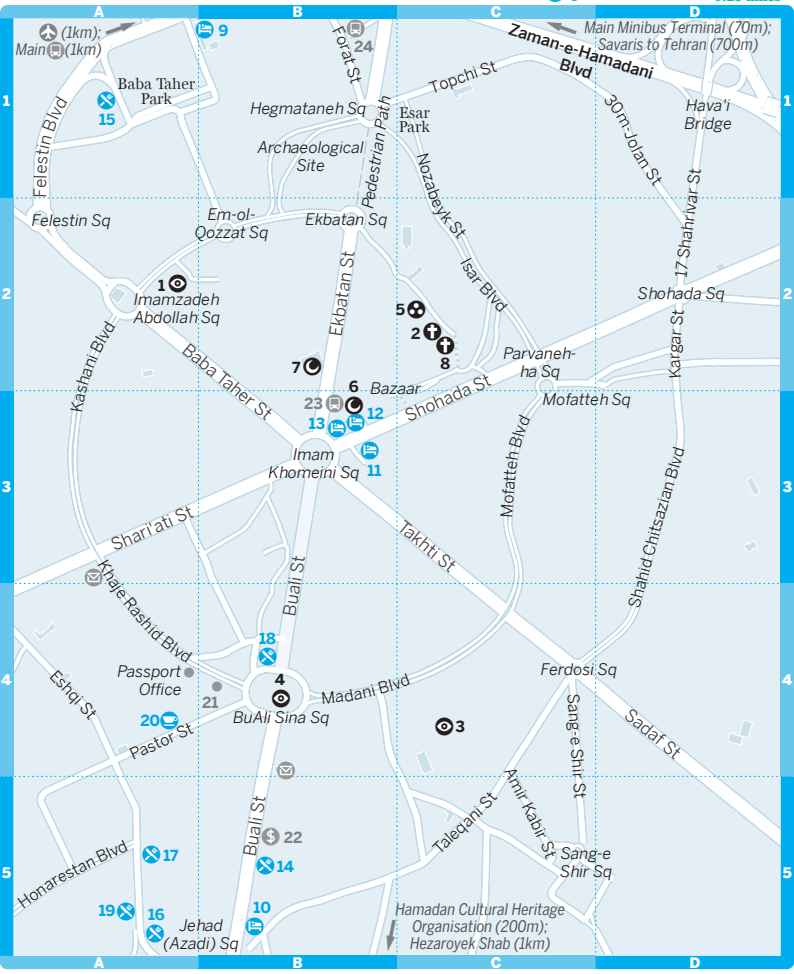 A
B
C
D
(1km);
Main (1km)
9
24
Main Minibus Terminal (70m);
Savaris to Tehran (700m)
Forat St
Zaman-e-Hamadani
Blvd
Topchi St
Baba Taher
Park
15
1
1
Felestin Blvd
Hegmataneh Sq
Esar
Park
30m-Jolan St
Hava'i
Bridge
Archaeological
Site
Pedestrian Path
Nozabeyk St
17 Shahrivar St
Felestin Sq
Em-ol-
Qozzat Sq
Ekbatan Sq
1
Imamzadeh
Abdollah Sq
Ekbatan St
Isar Blvd
Shohada Sq
2
2
5
2
8
7
Kashani Blvd
Baba Taher St
Parvaneh-
ha Sq
Kargar St
6
Bazaar
Shohada St
Mofatteh Sq
23
12
13
11
Imam
Khomeini Sq
Mofatteh Blvd
3
3
Shari'ati St
Takhti St
Shahid Chitsazian Blvd
Khaje Rashid Blvd
Buali St
18
Passport
Office
21
4
BuAli Sina Sq
Madani Blvd
Ferdosi Sq
4
4
Eshqi St
20
Pastor St
3
Sang-e Shir St
Sadaf St
Buali St
22
14
Taleqani St
Amir Kabir St
Sang-e
Shir Sq
Honarestan Blvd
17
5
5
19
16
10
Jehad
(Azadi) Sq
Hamadan Cultural Heritage
Organisation (200m);
Hezaroyek Shab (1km)
A
B
C
D